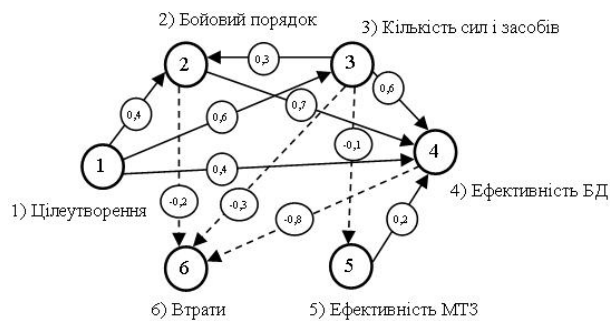 2) Бойовий порядок
3) Кількість сил і засобів
2
0,3
3
0,4
0,6
0,7
0,6
-0,1
1
0,4
4
1) Цілеутворення
-0,2
-0,3
-0,8
0,2
4) Ефективність БД
6
5
6) Втрати
5) Ефективність МТЗ